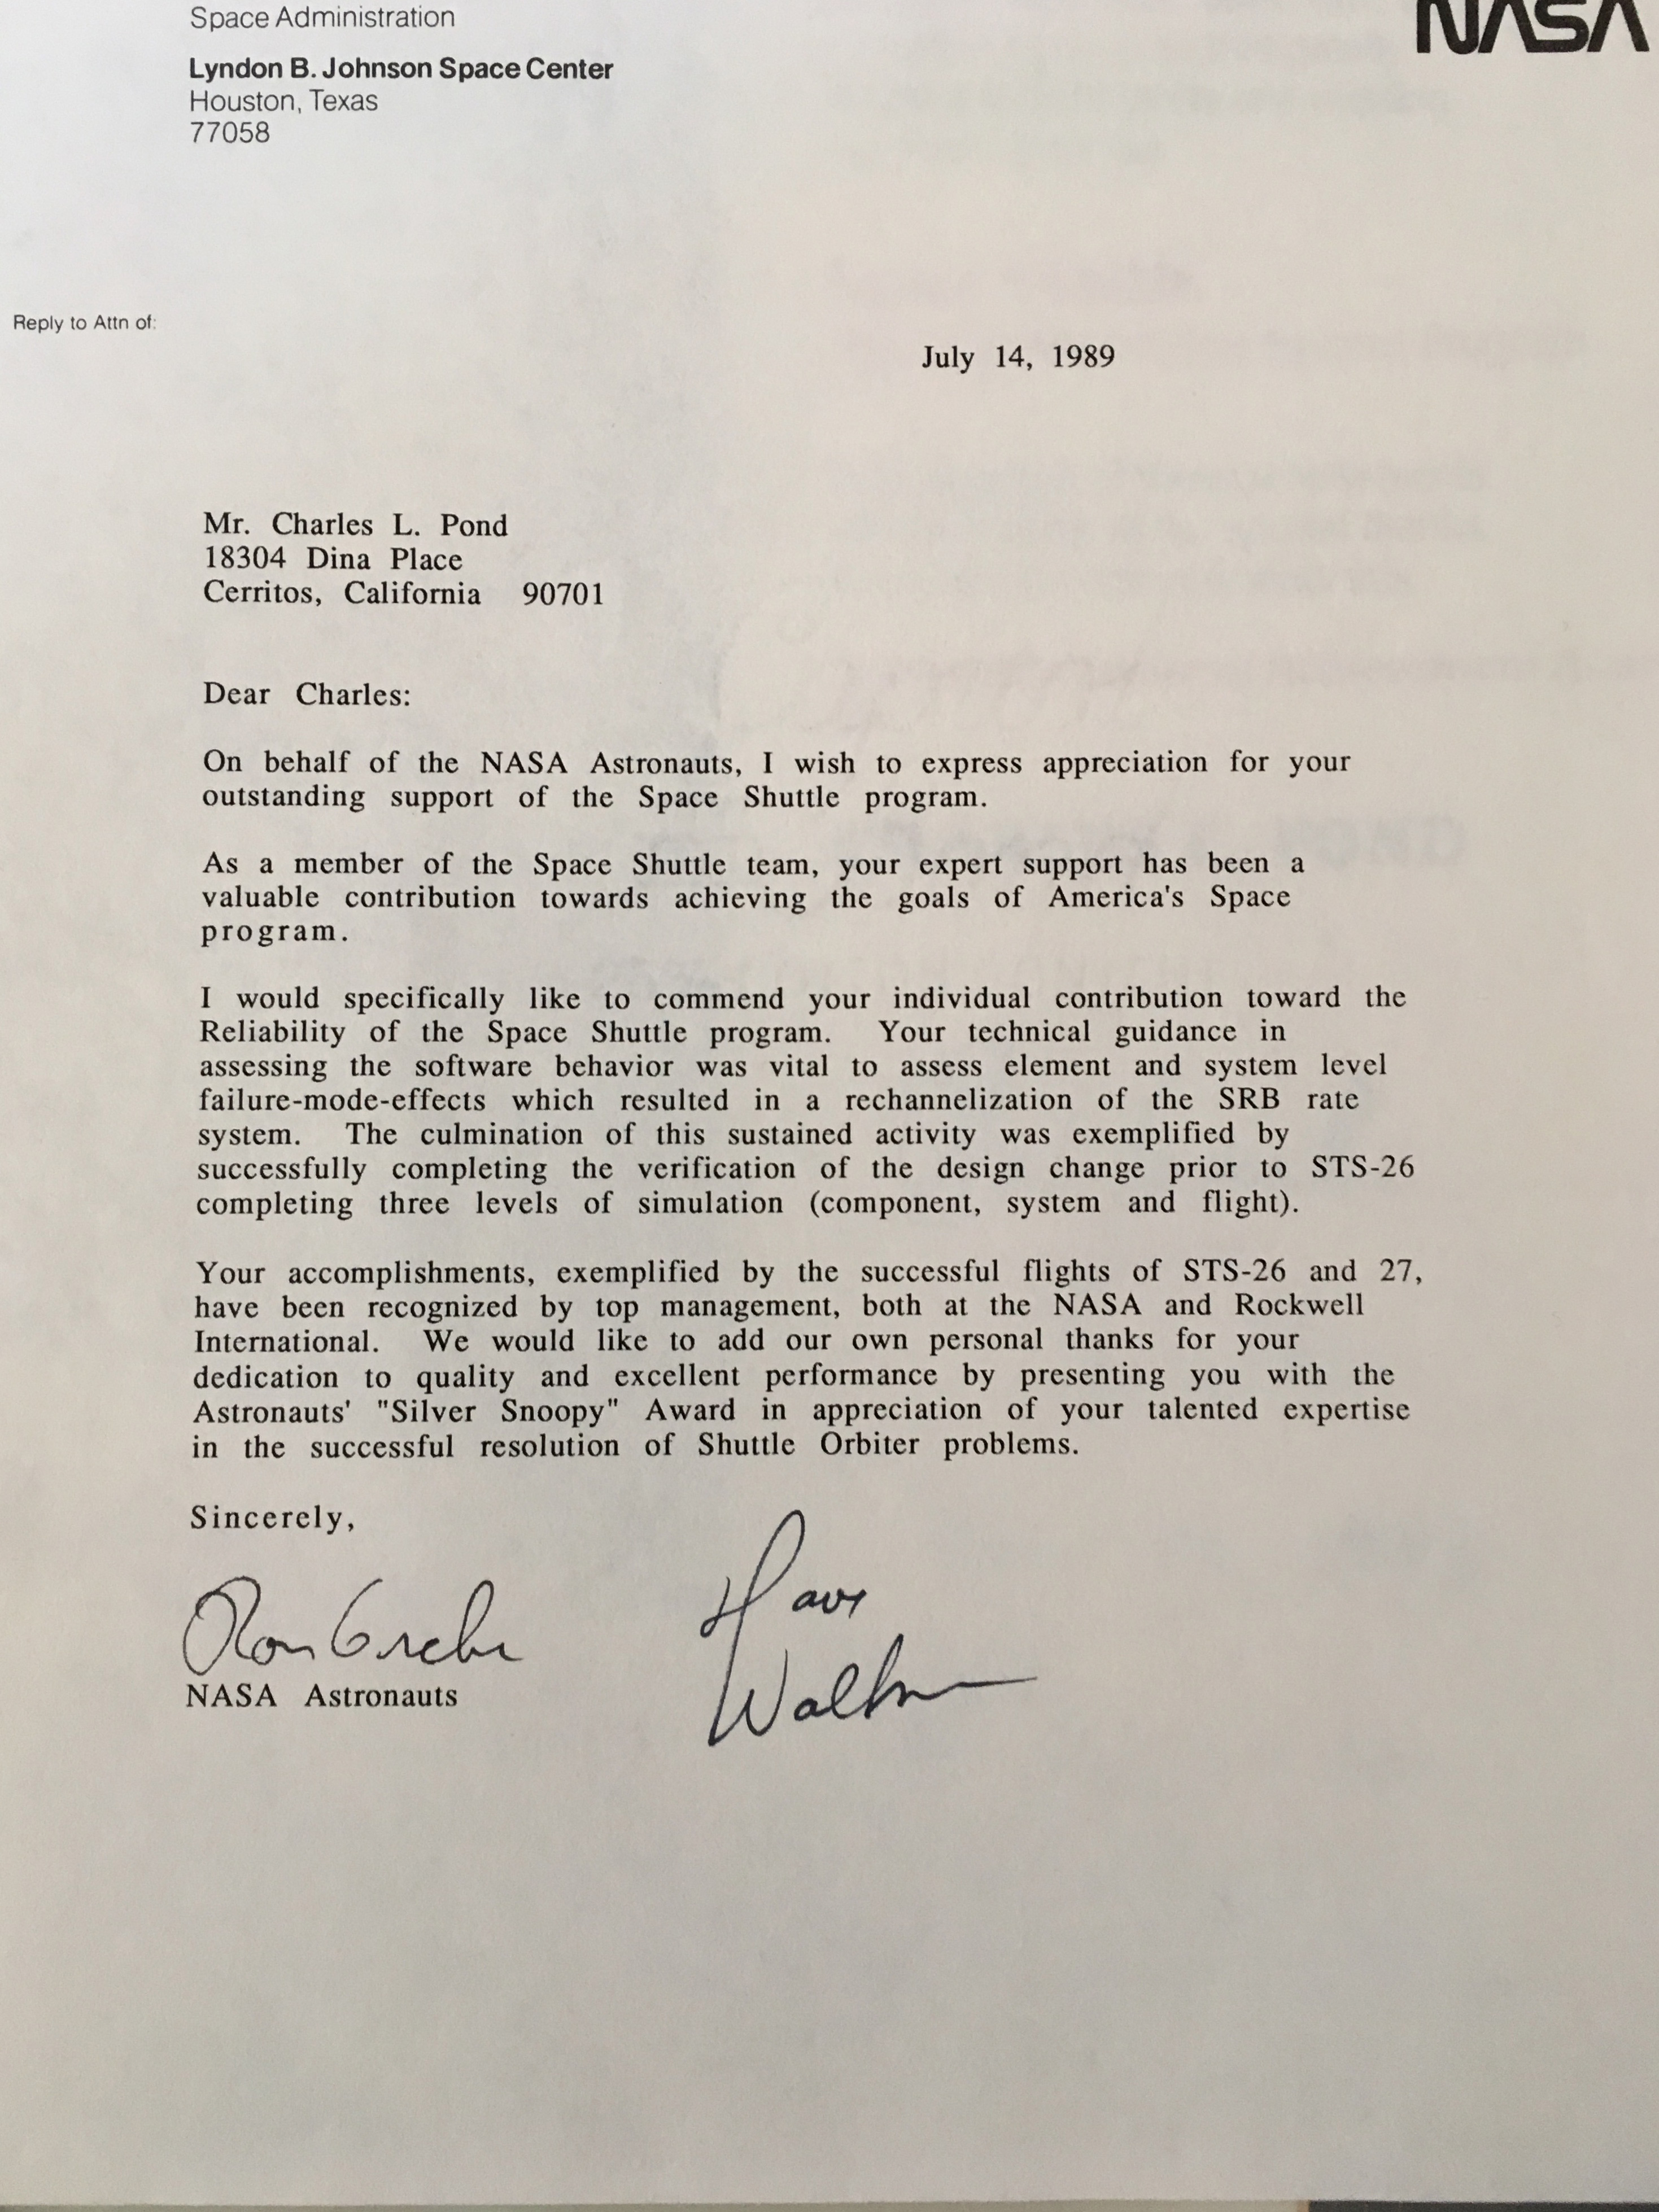 Space Administration
NASA
Lyndon B. Johnson Space Center
Houston, Texas
77058
Reply to Attn of:
July 14, 1989
Mr. Charles L. Pond
18304 Dina Place
Cerritos, California 90701
Dear Charles:
On behalf of the NASA Astronauts, I wish to express appreciation for your
outstanding support of the Space Shuttle program.
As a member of the Space Shuttle team, your expert support has been a
valuable contribution towards achieving the goals of America's Space
program.
I would specifically like to commend your individual contribution toward the
Reliability of the Space Shuttle program. Your technical guidance in
assessing the software behavior was vital to assess element and system level
failure-mode-effects which resulted in a rechannelization of the SRB rate
system. The culmination of this sustained activity was exemplified by
successfully completing the verification of the design change prior to STS-26
completing three levels of simulation (component, system and flight).
Your accomplishments, exemplified by the successful flights of STS-26 and 27,
have been recognized by top management, both at the NASA and Rockwell
International. We would like to add our own personal thanks for your
dedication to quality and excellent performance by presenting you with the
Astronauts' "Silver Snoopy" Award in appreciation of your talented expertise
in the successful resolution of Shuttle Orbiter problems.
Sincerely,
Ron
Dave
NASA Astronauts